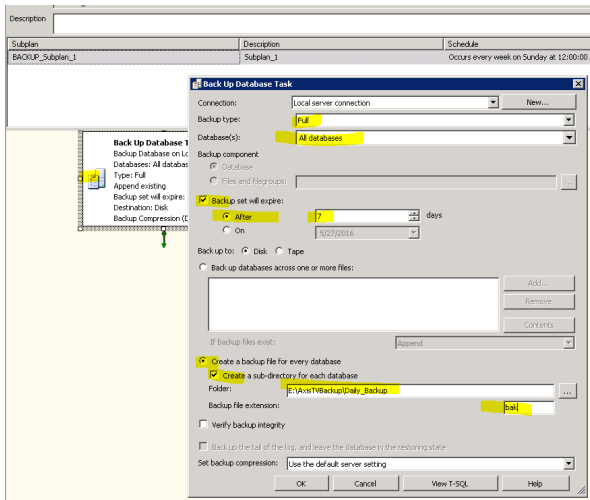 Description
Subplan Description Schedule
BACKUP_Subplan_1 Subplan_1 Occurs every week on Sunday at 12:00:00
Back Up Database Task
Connection: Local server connection New...
Backup type: Full
Database(s): All databases
Backup component
Database
Files and filegroups: ...
Backup set will expire:
After 7 days
On 5/27/2016
Back up to: Disk Tape
Back up databases across one or more files:
Add...
Remove
Contents
If backup files exist: Append
Create a backup file for every database
Create a sub-directory for each database
Folder: E:\AxisTVBackup\Daily_Backup ...
Backup file extension: bak
Verify backup integrity
Back up the tail of the log, and leave the database in the restoring state
Set backup compression: Use the default server setting
OK Cancel View T-SQL Help
Back Up Database T
Backup Database on Lo
Databases: All databas
Type: Full
Append existing
Backup set will expire:
Destination: Disk
Backup Compression (D